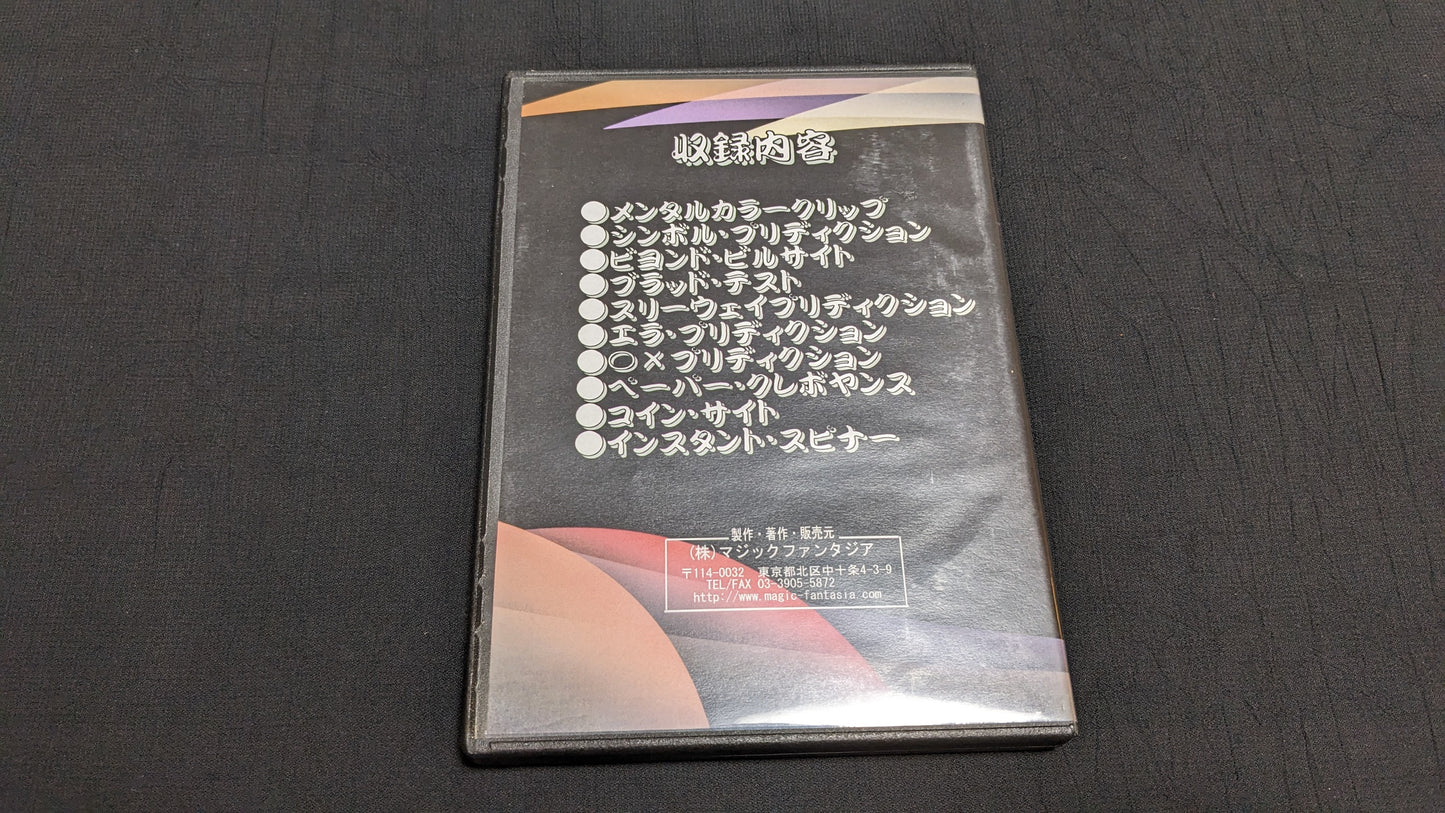 収録内容
●メンタルカラークリップ
●シンボル・プリディクション
●ビヨンド・ビルサイト
●ブラッド・テスト
●スリーウェイプリディクション
●エラ・プリディクション
●○×プリディクション
●ペーパー・クレボヤンス
●コイン・サイト
●インスタント・スピナー
製作・著作・販売元
(株)マジックファンタジア
〒114-0032 東京都北区中十条4-3-9
TEL/FAX 03-3905-5872
http://www.magic-fantasia.com